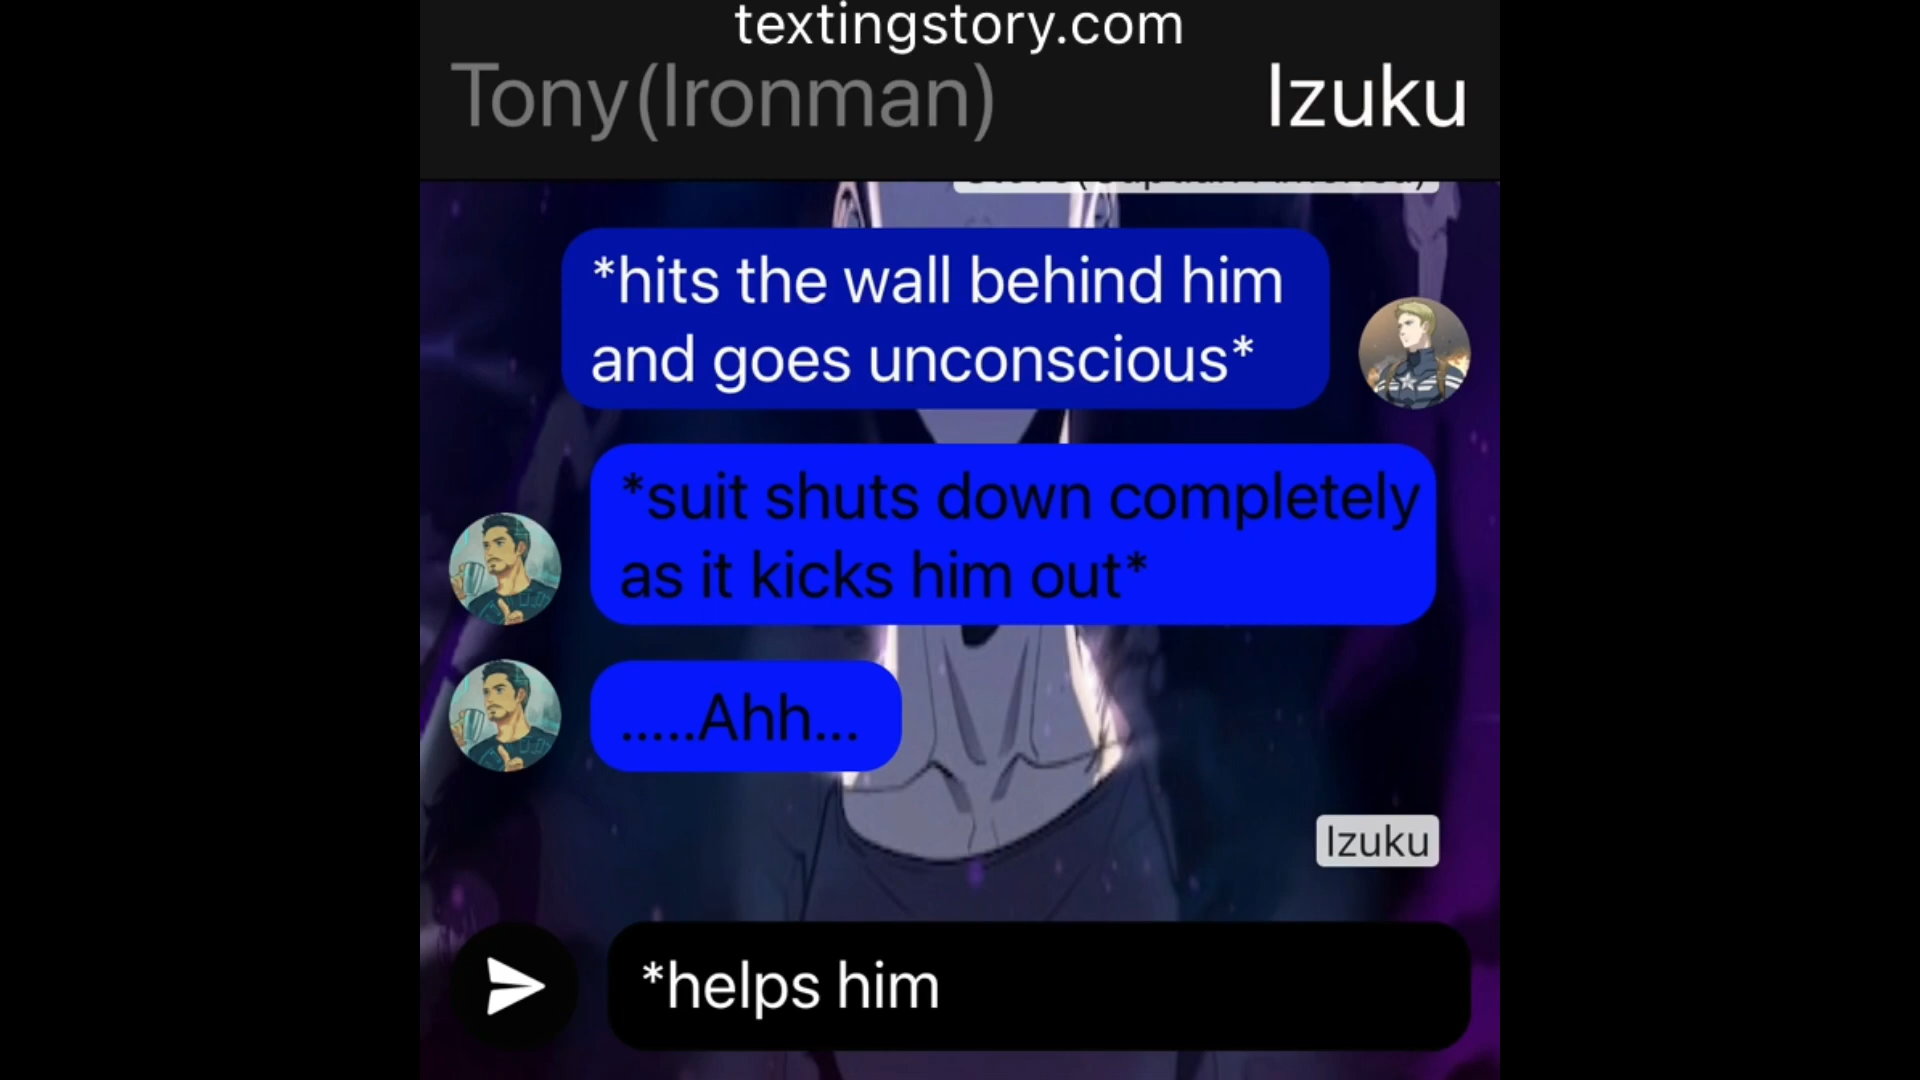 textingstory.com
Tony(Ironman) Izuku
*hits the wall behind him
and goes unconscious*
*suit shuts down completely
as it kicks him out*
.....Ahh...
Izuku
*helps him